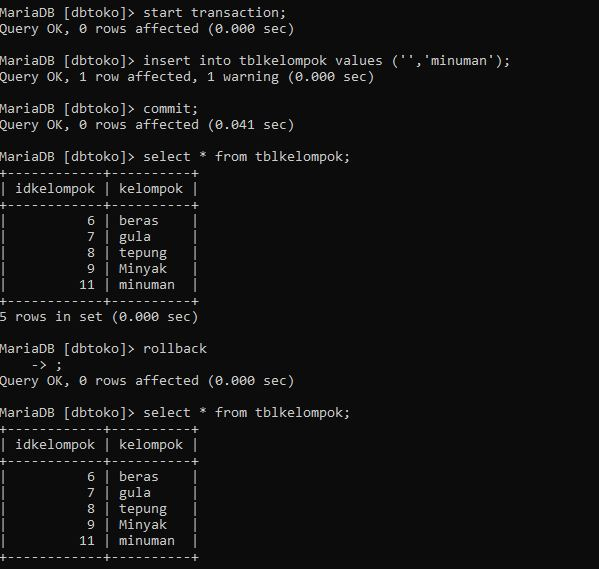 MariaDB [dbtoko]> start transaction;
Query OK, 0 rows affected (0.000 sec)

MariaDB [dbtoko]> insert into tblkelompok values ('','minuman');
Query OK, 1 row affected, 1 warning (0.000 sec)

MariaDB [dbtoko]> commit;
Query OK, 0 rows affected (0.041 sec)

MariaDB [dbtoko]> select * from tblkelompok;
+------------+----------+
| idkelompok | kelompok |
+------------+----------+
|          6 | beras    |
|          7 | gula     |
|          8 | tepung   |
|          9 | Minyak   |
|         11 | minuman  |
+------------+----------+
5 rows in set (0.000 sec)

MariaDB [dbtoko]> rollback
    -> ;
Query OK, 0 rows affected (0.000 sec)

MariaDB [dbtoko]> select * from tblkelompok;
+------------+----------+
| idkelompok | kelompok |
+------------+----------+
|          6 | beras    |
|          7 | gula     |
|          8 | tepung   |
|          9 | Minyak   |
|         11 | minuman  |
+------------+----------+